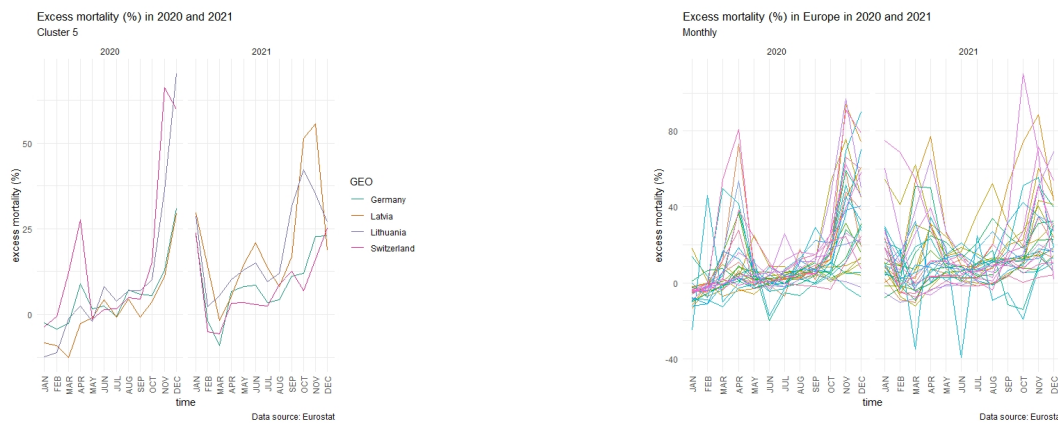 Excess mortality (%) in 2020 and 2021
Cluster 5
2020
2021
excess mortality (%)
50
25
0
JAN
FEB
MAR
APR
MAY
JUN
JUL
AUG
SEP
OCT
NOV
DEC
JAN
FEB
MAR
APR
MAY
JUN
JUL
AUG
SEP
OCT
NOV
DEC
time
GEO
Germany
Latvia
Lithuania
Switzerland
Data source: Eurostat
Excess mortality (%) in Europe in 2020 and 2021
Monthly
2020
2021
excess mortality (%)
80
40
0
-40
JAN
FEB
MAR
APR
MAY
JUN
JUL
AUG
SEP
OCT
NOV
DEC
JAN
FEB
MAR
APR
MAY
JUN
JUL
AUG
SEP
OCT
NOV
DEC
time
Data source: Eurosta